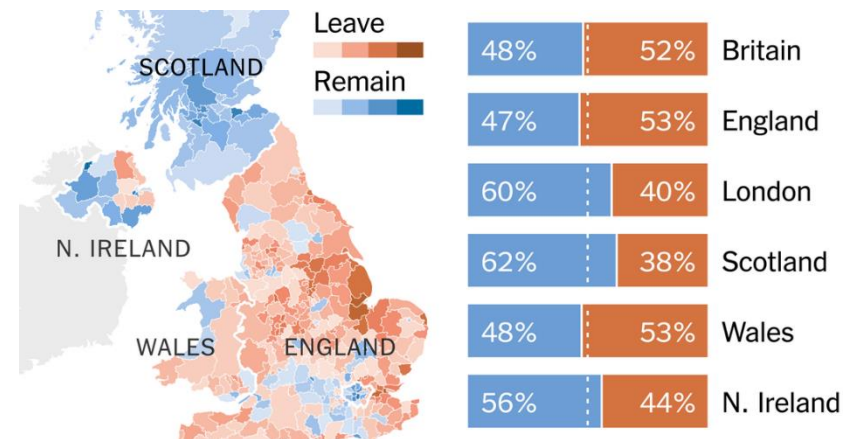 Leave
Remain
SCOTLAND
N. IRELAND
WALES
ENGLAND
48% 52% Britain
47% 53% England
60% 40% London
62% 38% Scotland
48% 53% Wales
56% 44% N. Ireland